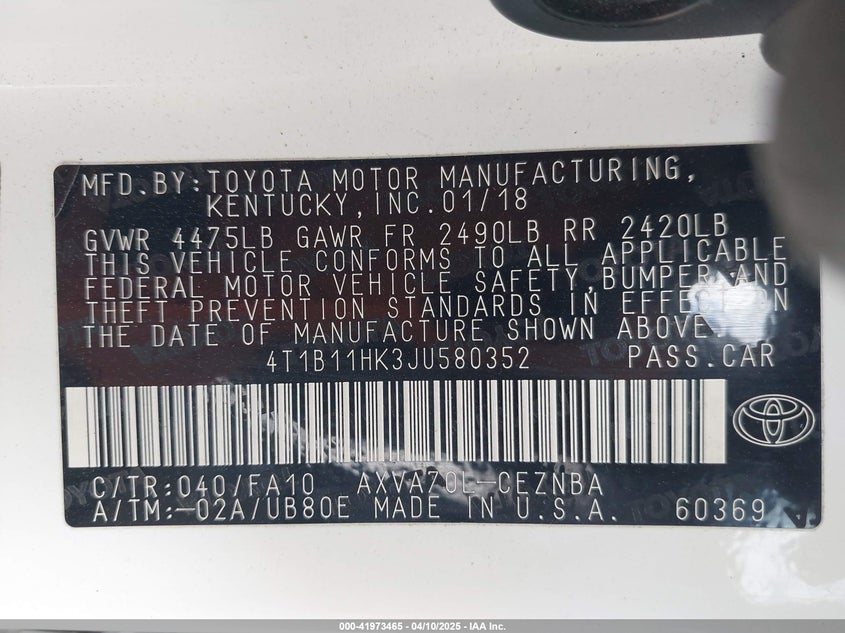 MFD.BY:TOYOTA MOTOR MANUFACTURING,
KENTUCKY,INC.01/18
GVWR 4475LB GAWR FR 2490LB RR 2420LB
THIS VEHICLE CONFORMS TO ALL APPLICABLE
FEDERAL MOTOR VEHICLE SAFETY,BUMPER,AND
THEFT PREVENTION STANDARDS IN EFFECT ON
THE DATE OF MANUFACTURE SHOWN ABOVE.
4T1B11HK3JU580352 PASS.CAR
C/TR:040/FA10 AXVA70L-CEZNBA
A/TM:-02A/UB80E MADE IN U.S.A. 60369
000-41973465 - 04/10/2025 - IAA Inc.